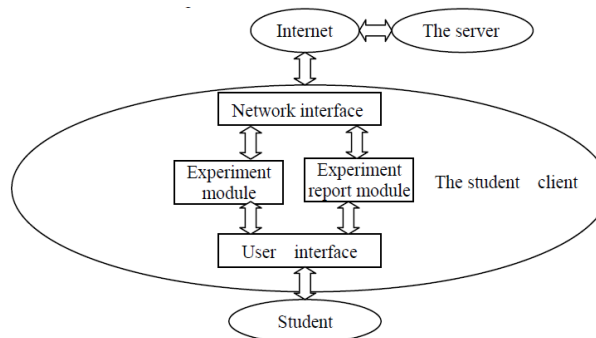 Internet
The server
Network interface
Experiment
module
Experiment
report module
The student client
User interface
Student